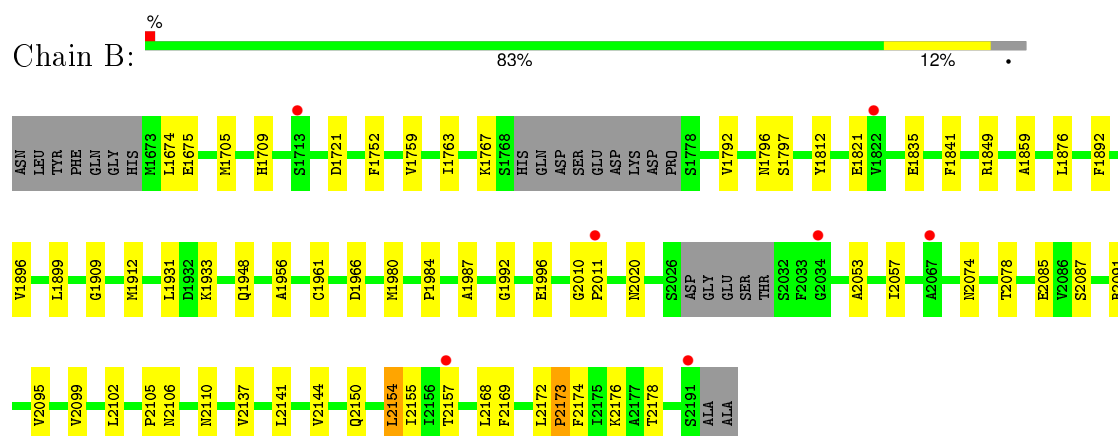 %
Chain B:
83% 12% •
ASN LEU TYR PHE GLN GLY HIS M1673 L1674 E1675 M1705 H1709 S1713 D1721 F1752 V1759 I1763 K1767 S1768 HIS GLN ASP SER GLU ASP LYS ASP PRO S1778 V1792 N1796 S1797 Y1812 E1821 V1822 E1835 F1841 R1849 A1859 L1876 F1892
V1896 L1899 G1909 M1912 L1931 D1932 K1933 Q1948 A1956 C1961 D1966 M1980 P1984 A1987 G1992 E1996 G2010 P2011 N2020 S2026 ASP GLY GLU SER THR S2032 F2033 G2034 A2053 I2057 A2067 N2074 T2078 E2085 V2086 S2087
V2095 V2099 L2102 P2105 N2106 N2110 V2137 L2141 V2144 Q2150 L2154 I2155 I2156 T2157 L2168 F2169 L2172 P2173 F2174 I2175 K2176 A2177 T2178 S2191 ALA ALA